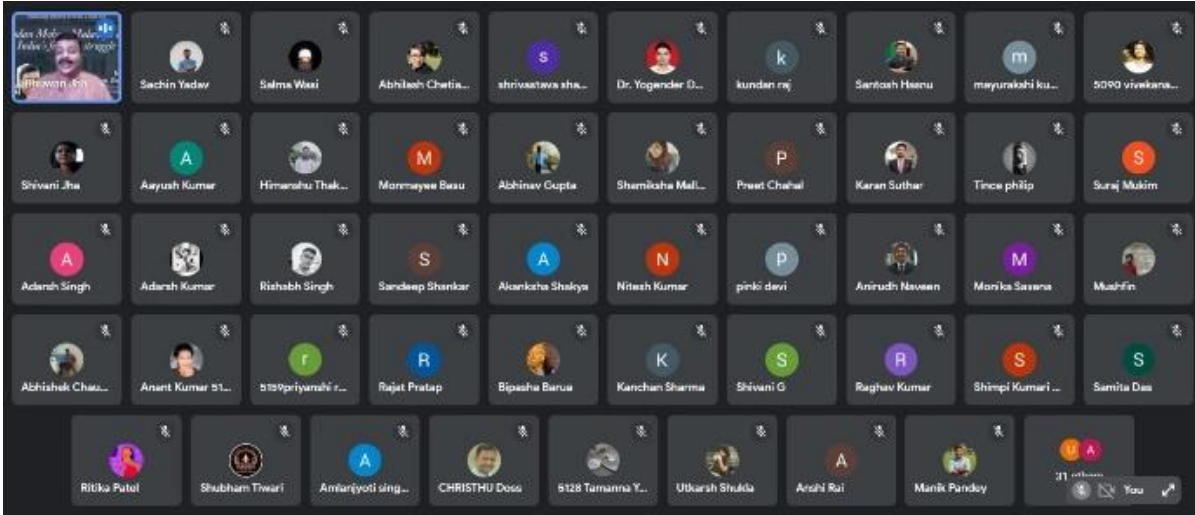 Sachin Yadav
Salma Wasi
Abhilash Chetia...
s
shrivastava sha...
Dr. Yogender D...
k
kundan raj
Santosh Hasnu
m
mayurakshi ku...
5090 vivekana...
Shivani Jha
A
Aayush Kumar
Himanshu Thak...
M
Monmayee Basu
Abhinav Gupta
Shamiksha Mall...
P
Preet Chahal
Karan Suthar
Tince philip
S
Suraj Mukim
A
Adarsh Singh
Adarsh Kumar
Rishabh Singh
S
Sandeep Shankar
A
Akanksha Shakya
N
Nitesh Kumar
P
pinki devi
Anirudh Naveen
M
Monika Saxena
Mushfin
Abhishek Chau...
Anant Kumar 51...
r
5159priyanshi r...
R
Rajat Pratap
Bipasha Barua
K
Kanchan Sharma
S
Shivani G
R
Raghav Kumar
S
Shimpi Kumari ...
S
Samita Das
Ritika Patel
Shubham Tiwari
A
Amlanjyoti sing...
CHRISTHU Doss
5128 Tamanna Y...
Utkarsh Shukla
A
Anshi Rai
Manik Pandey
U A
31 others
You